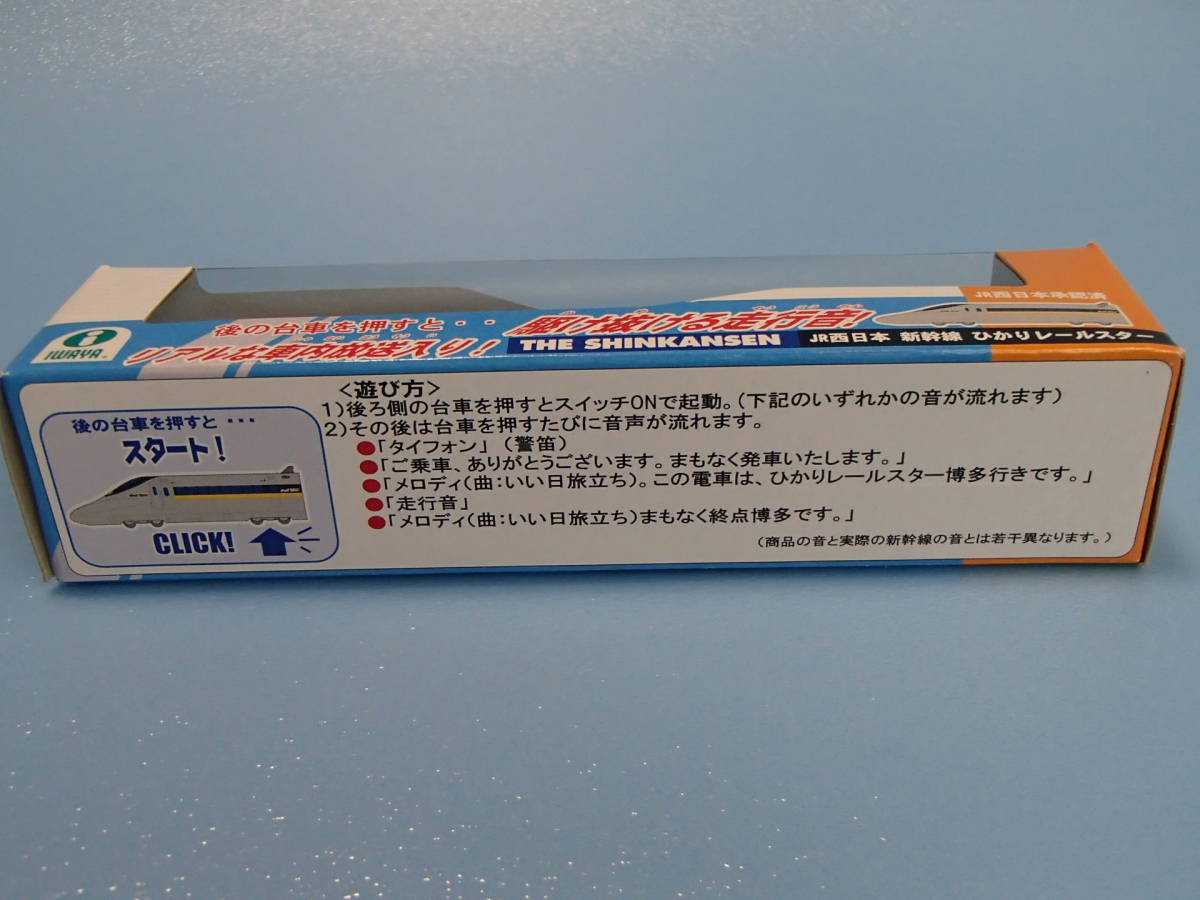 JR西日本承認済
後の台車を押すと・・
駆け抜ける走行音!
IWAYA
リアルな車内放送入り!
THE SHINKANSEN
JR西日本 新幹線 ひかりレールスター
後の台車を押すと・・・
スタート!
CLICK!
<遊び方>
1)後ろ側の台車を押すとスイッチONで起動。(下記のいずれかの音が流れます)
2)その後は台車を押すたびに音声が流れます。
●「タイフォン」(警笛)
●「ご乗車、ありがとうございます。まもなく発車いたします。」
●「メロディ(曲:いい日旅立ち)。この電車は、ひかりレールスター博多行きです。」
●「走行音」
●「メロディ(曲:いい日旅立ち)まもなく終点博多です。」
(商品の音と実際の新幹線の音とは若干異なります。)